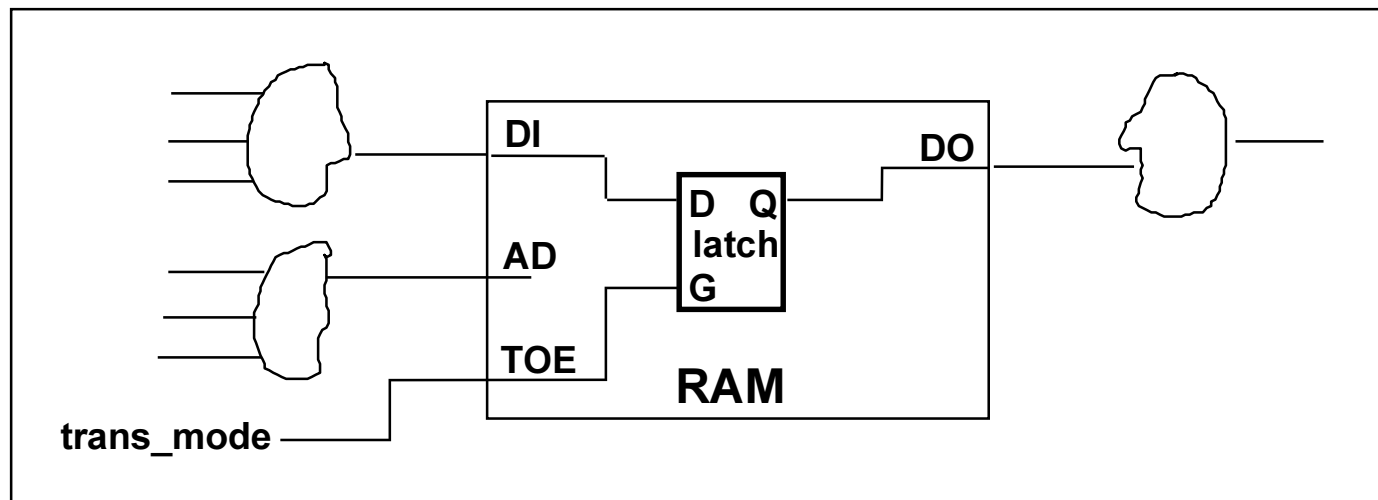 DI
DO
D Q
latch
AD
G
TOE
RAM
trans_mode